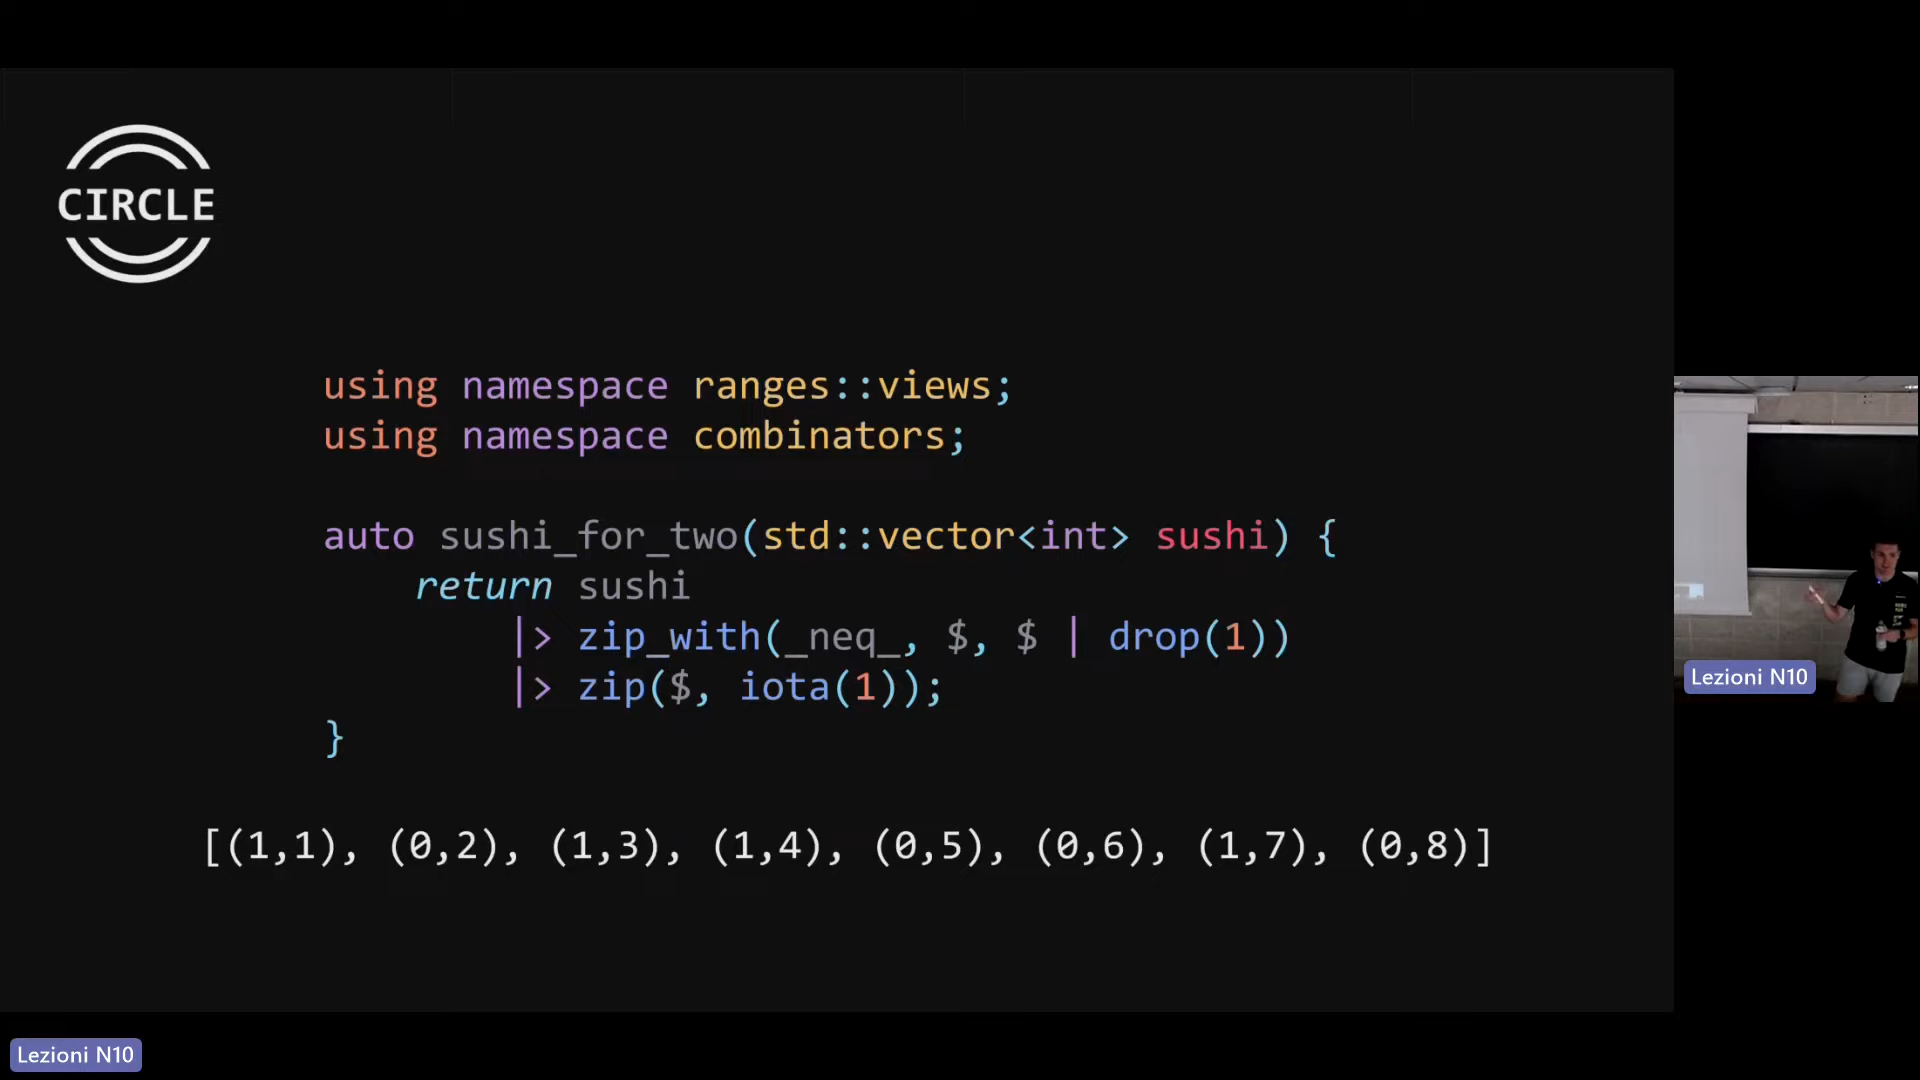 CIRCLE
using namespace ranges::views;
using namespace combinators;
auto sushi_for_two(std::vector<int> sushi) {
return sushi
|> zip_with(_neq_, $, $ | drop(1))
|> zip($, iota(1));
}
[(1,1), (0,2), (1,3), (1,4), (0,5), (0,6), (1,7), (0,8)]
Lezioni N10
Lezioni N10